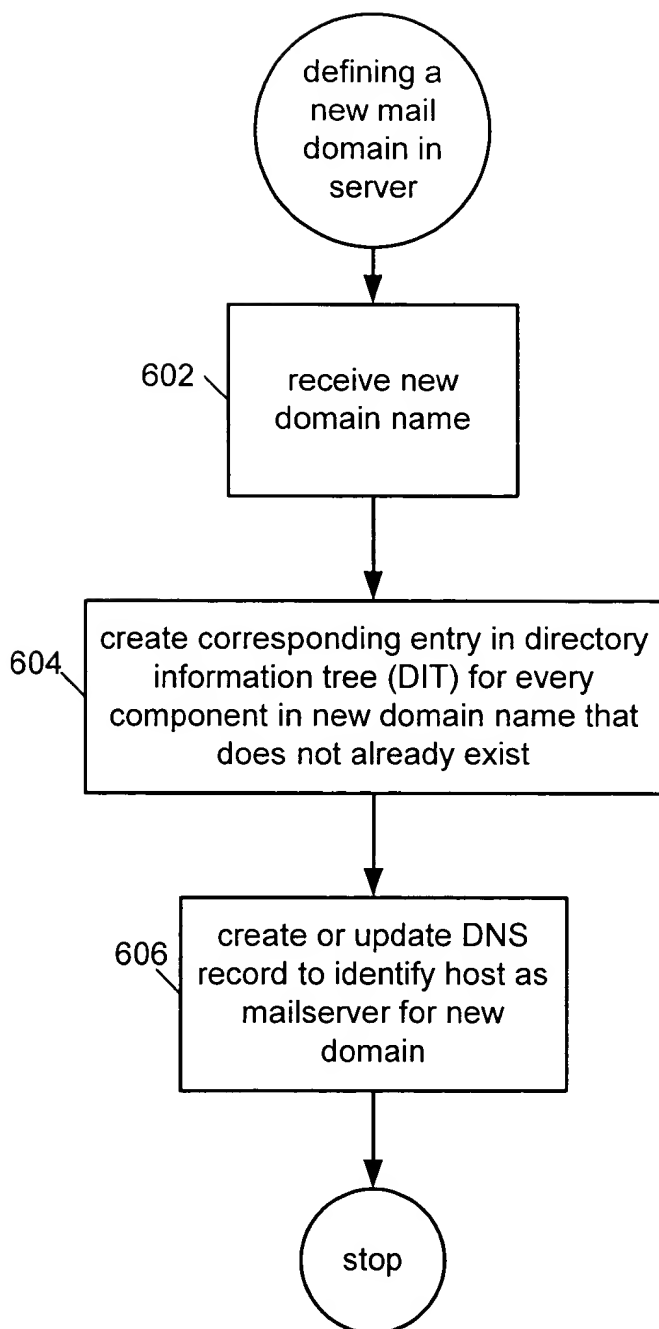 defining a
new mail
domain in
server
602
receive new
domain name
604
create corresponding entry in directory
information tree (DIT) for every
component in new domain name that
does not already exist
606
create or update DNS
record to identify host as
mailserver for new
domain
stop